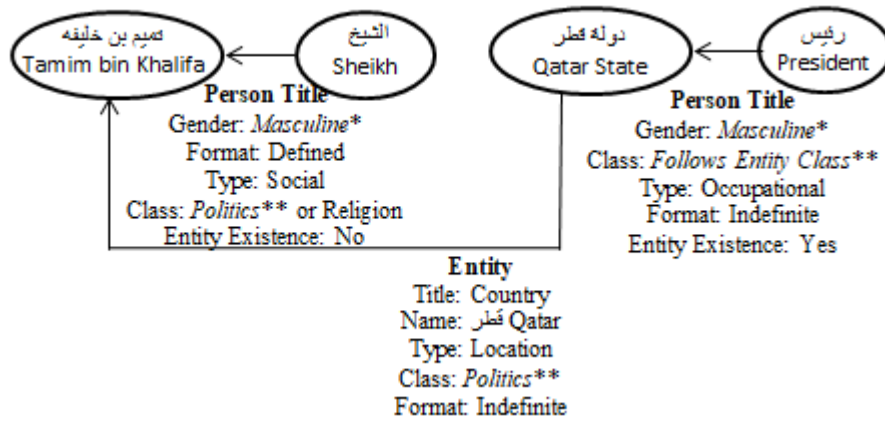 تميم بن خليفه
Tamim bin Khalifa
الشيخ
Sheikh
دولة قطر
Qatar State
رئيس
President
Person Title
Gender: Masculine*
Format: Defined
Type: Social
Class: Politics** or Religion
Entity Existence: No
Person Title
Gender: Masculine*
Class: Follows Entity Class**
Type: Occupational
Format: Indefinite
Entity Existence: Yes
Entity
Title: Country
Name: قطر Qatar
Type: Location
Class: Politics**
Format: Indefinite